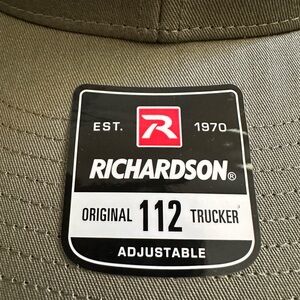 EST. R 1970
RICHARDSON®
ORIGINAL 112 TRUCKER
ADJUSTABLE